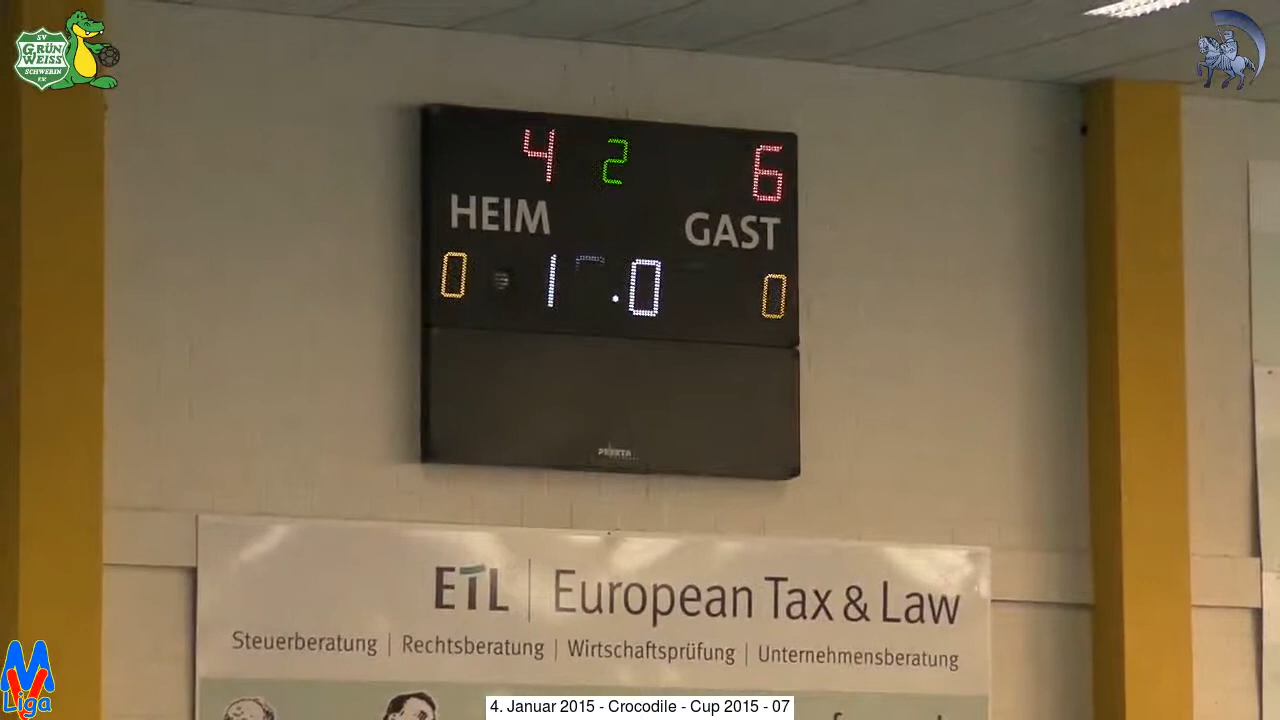 SV
GRÜN
WEISS
SCHWERIN
e.V.
4 2 6
HEIM GAST
0 1 .0 0
ETL | European Tax & Law
Steuerberatung | Rechtsberatung | Wirtschaftsprüfung | Unternehmensberatung
MV
Liga
4. Januar 2015 - Crocodile - Cup 2015 - 07